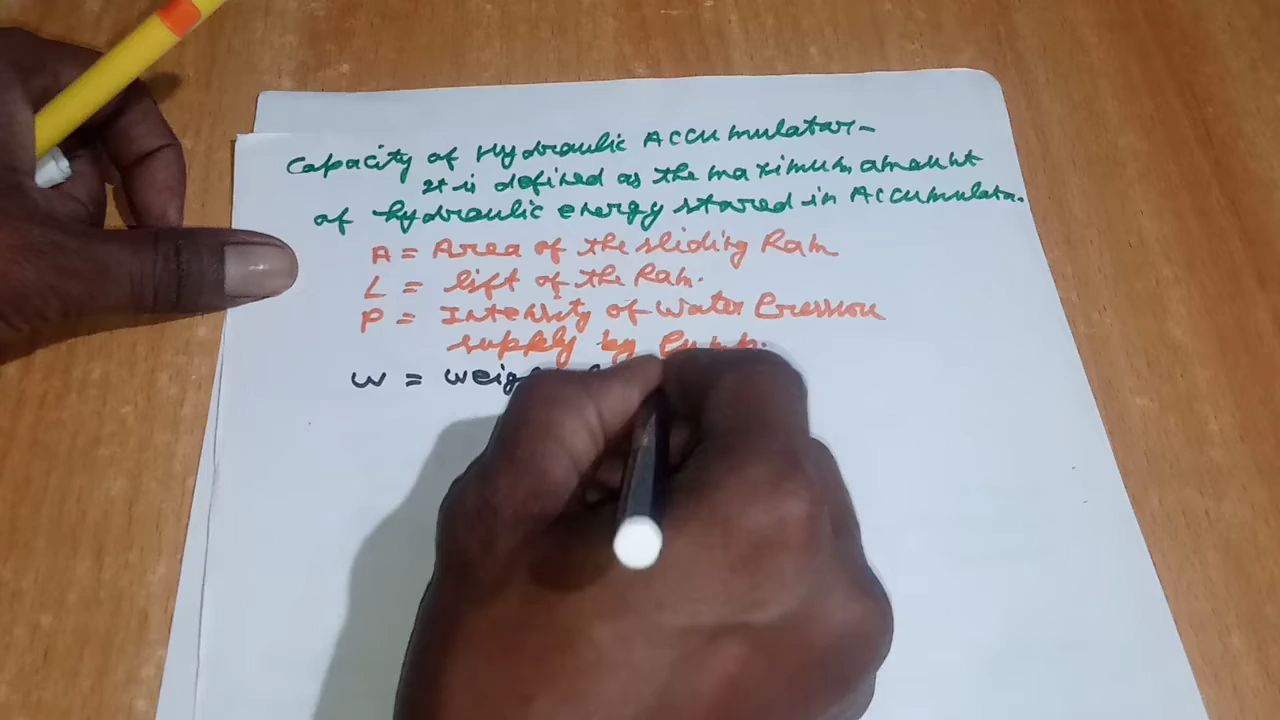 Capacity of Hydraulic Accumulator-
It is defined as the maximum amount
of hydraulic energy stored in Accumulator.
A = Area of the sliding Ram
L = lift of the Ram.
P = Intensity of Water Pressure
supply by Pump.
W =